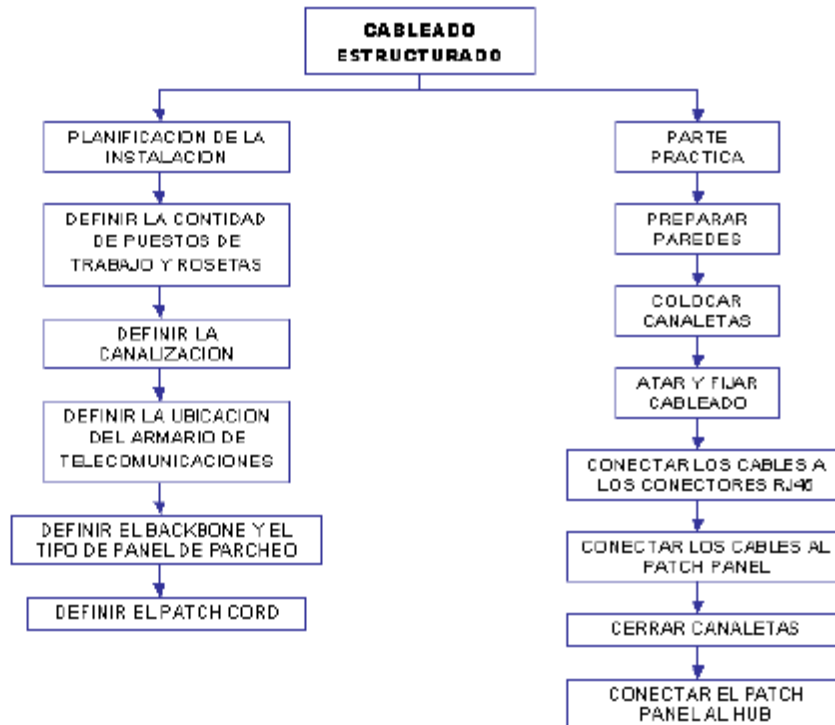 CABLEADO
ESTRUCTURADO
PLANIFICACION DE LA
INSTALACION
DEFINIR LA CONTIDAD
DE PUESTOS DE
TRABAJO Y ROSETAS
DEFINIR LA
CANALIZACION
DEFINIR LA UBICACION
DEL ARMARIO DE
TELECOMUNICACIONES
DEFINIR EL BACKBONE Y EL
TIPO DE PANEL DE PARCHEO
DEFINIR EL PATCH CORD
PARTE
PRACTICA
PREPARAR
PAREDES
COLOCAR
CANALETAS
ATAR Y FIJAR
CABLEADO
CONECTAR LOS CABLES A
LOS CONECTORES RJ45
CONECTAR LOS CABLES AL
PATCH PANEL
CERRAR CANALETAS
CONECTAR EL PATCH
PANEL AL HUB